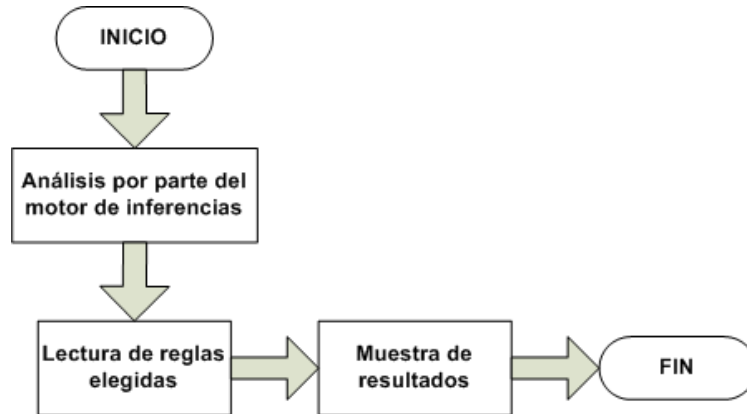 INICIO
Análisis por parte del
motor de inferencias
Lectura de reglas
elegidas
Muestra de
resultados
FIN